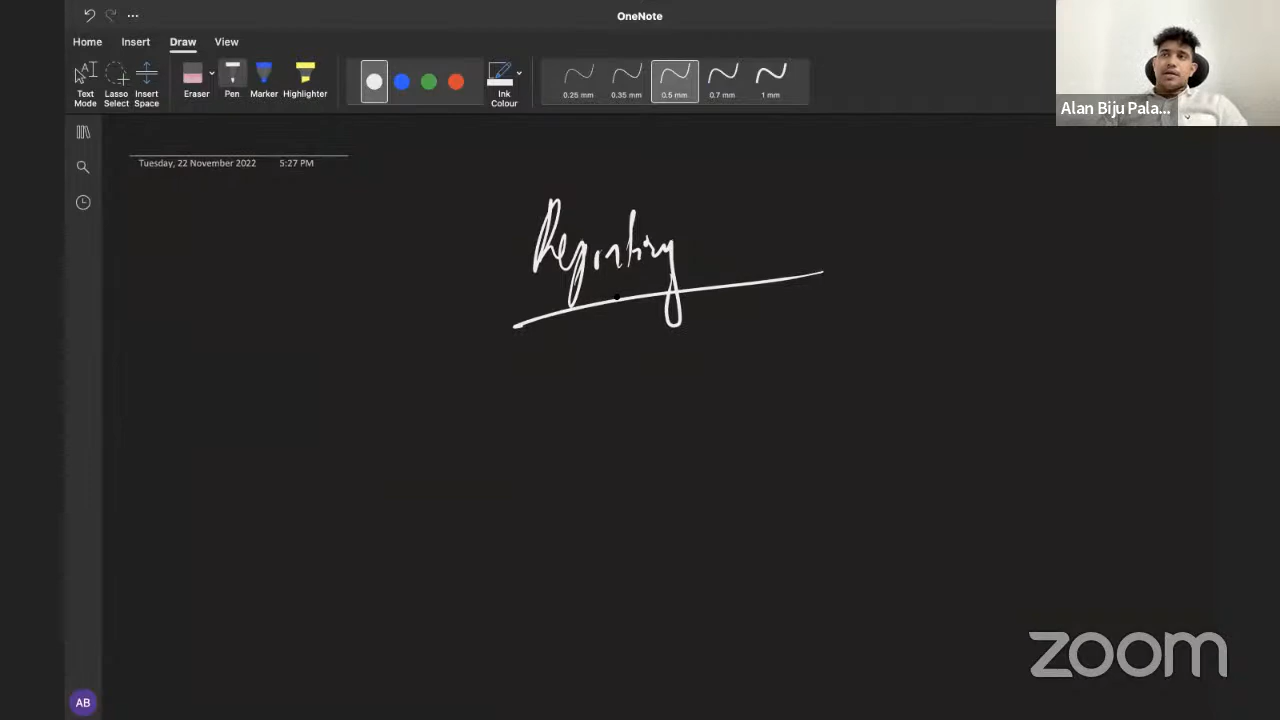 OneNote
Home Insert Draw View
Text Mode
Lasso Select
Insert Space
Eraser
Pen
Marker
Highlighter
Ink Colour
0.25 mm
0.35 mm
0.5 mm
0.7 mm
1 mm
Alan Biju Pala...
Tuesday, 22 November 2022 5:27 PM
Reporting
zoom
AB